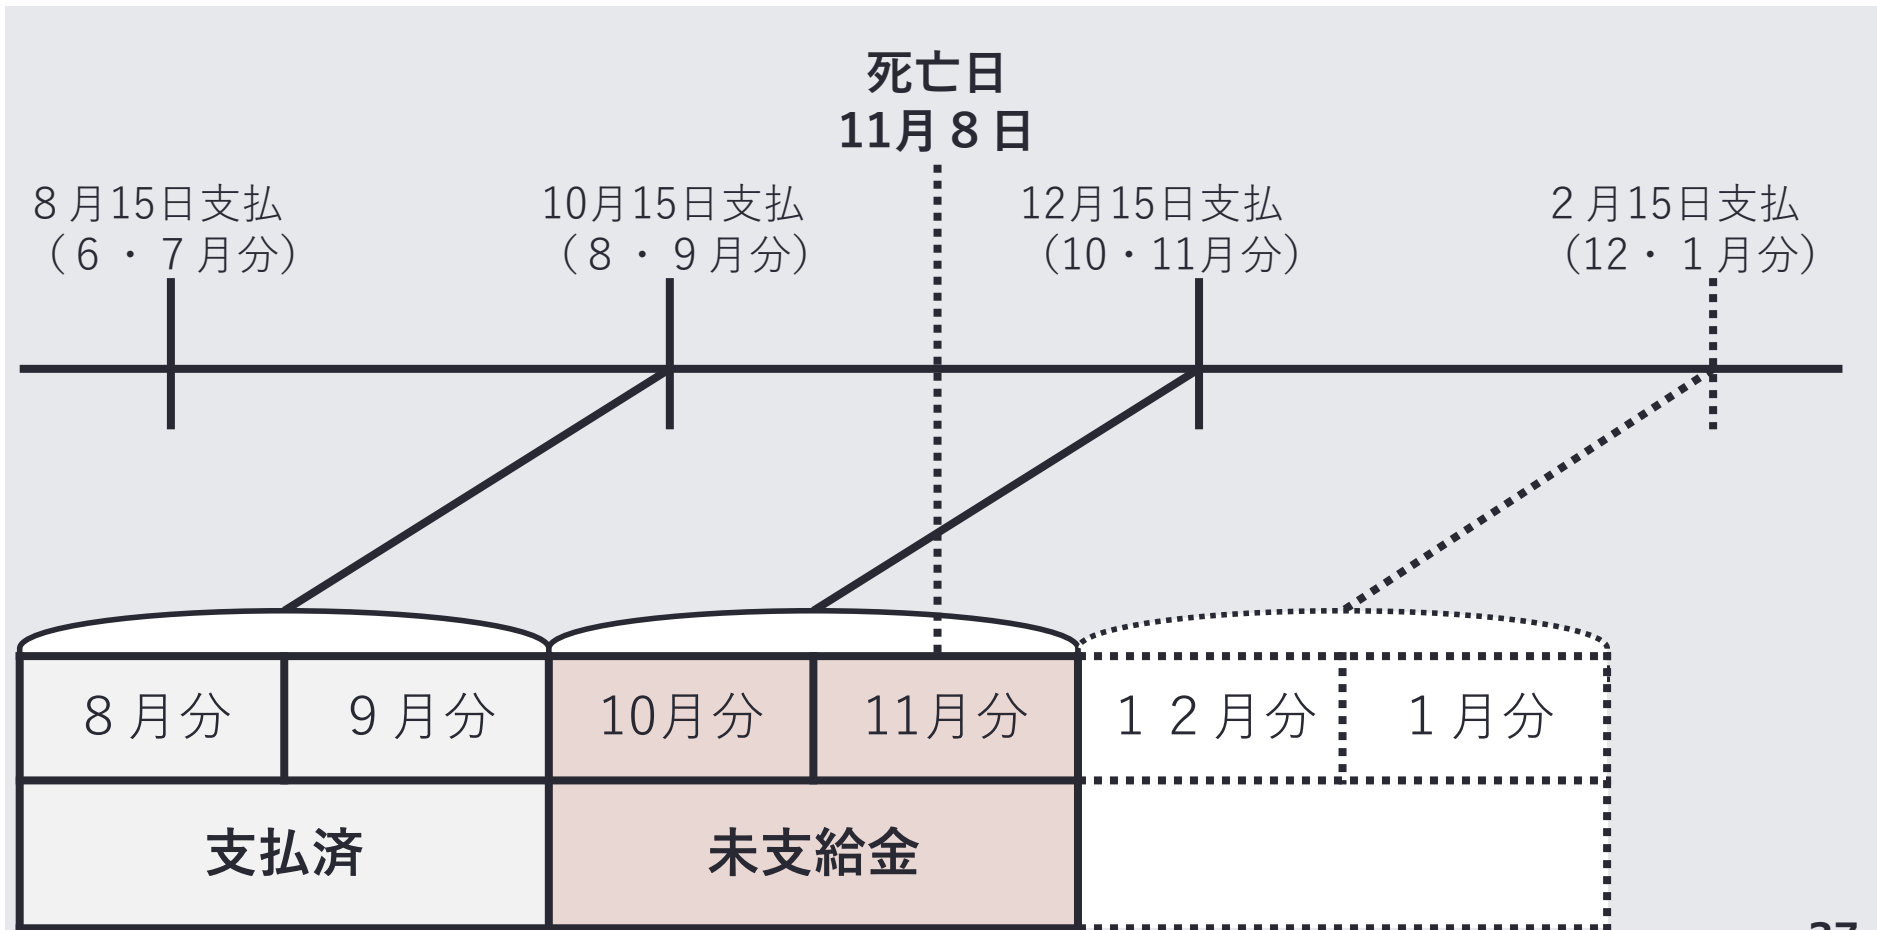 死亡日
11月8日
8月15日支払
(6・7月分)
10月15日支払
(8・9月分)
12月15日支払
(10・11月分)
2月15日支払
(12・1月分)
8月分
9月分
10月分
11月分
12月分
1月分
支払済
未支給金